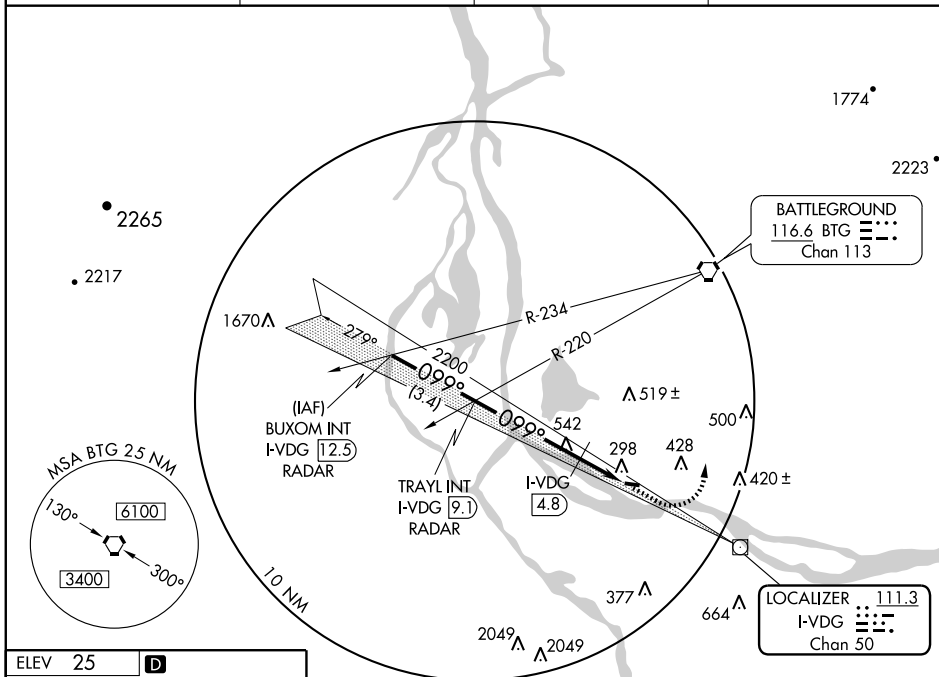 1774
2223
2265
2217
BATTLEGROUND
116.6 BTG
Chan 113
R-234
R-220
1670
279°
2200
099°
(3.4)
099°
(IAF)
BUXOM INT
I-VDG 12.5
RADAR
519 ±
542
500
298
428
420 ±
TRAYL INT
I-VDG 9.1
RADAR
I-VDG
4.8
MSA BTG 25 NM
130°
6100
3400
300°
10 NM
377
664
2049
2049
LOCALIZER 111.3
I-VDG
Chan 50
ELEV 25 D